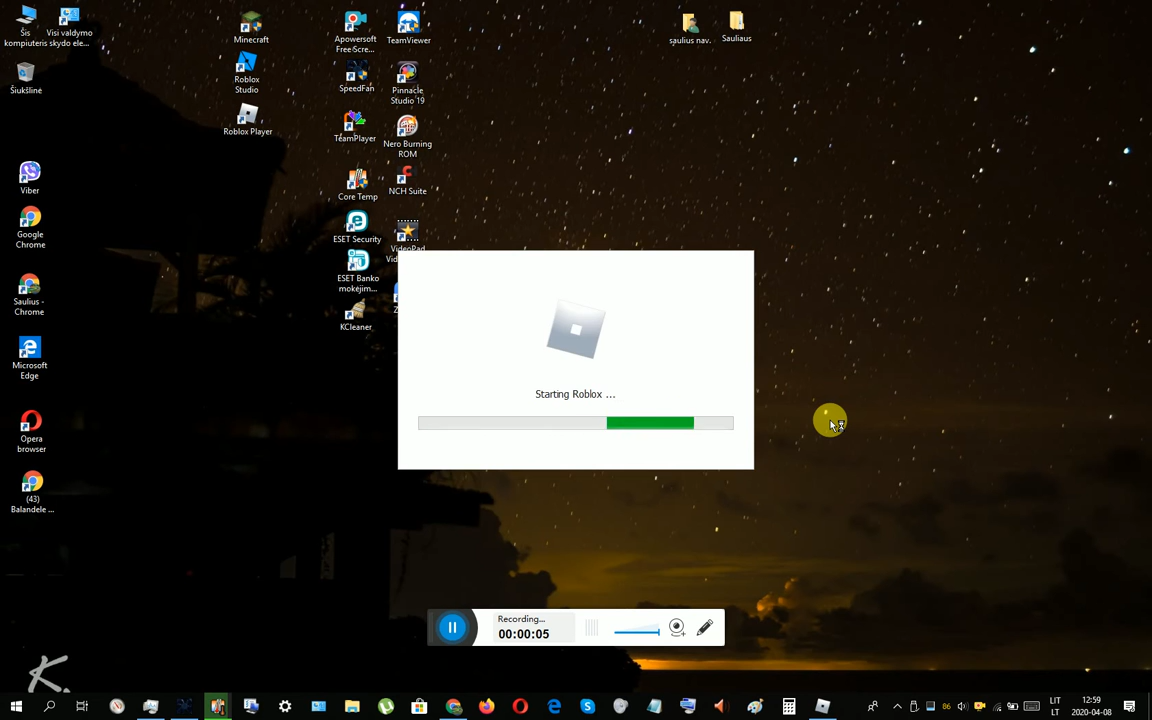 Šis
kompiuteris
Visi valdymo
skydo ele...
Šiukšlinė
Viber
Google
Chrome
Saulius -
Chrome
Microsoft
Edge
Opera
browser
(43)
Balandele ...
Minecraft
Roblox
Studio
Roblox Player
Apowersoft
Free Scre...
SpeedFan
TeamPlayer
Core Temp
ESET Security
ESET Banko
mokėjim...
KCleaner
TeamViewer
Pinnacle
Studio 19
Nero Burning
ROM
NCH Suite
VideoPad
saulius nav.
Sauliaus
Starting Roblox ...
Recording...
00:00:05
K.
86
LIT
LT
12:59
2020-04-08